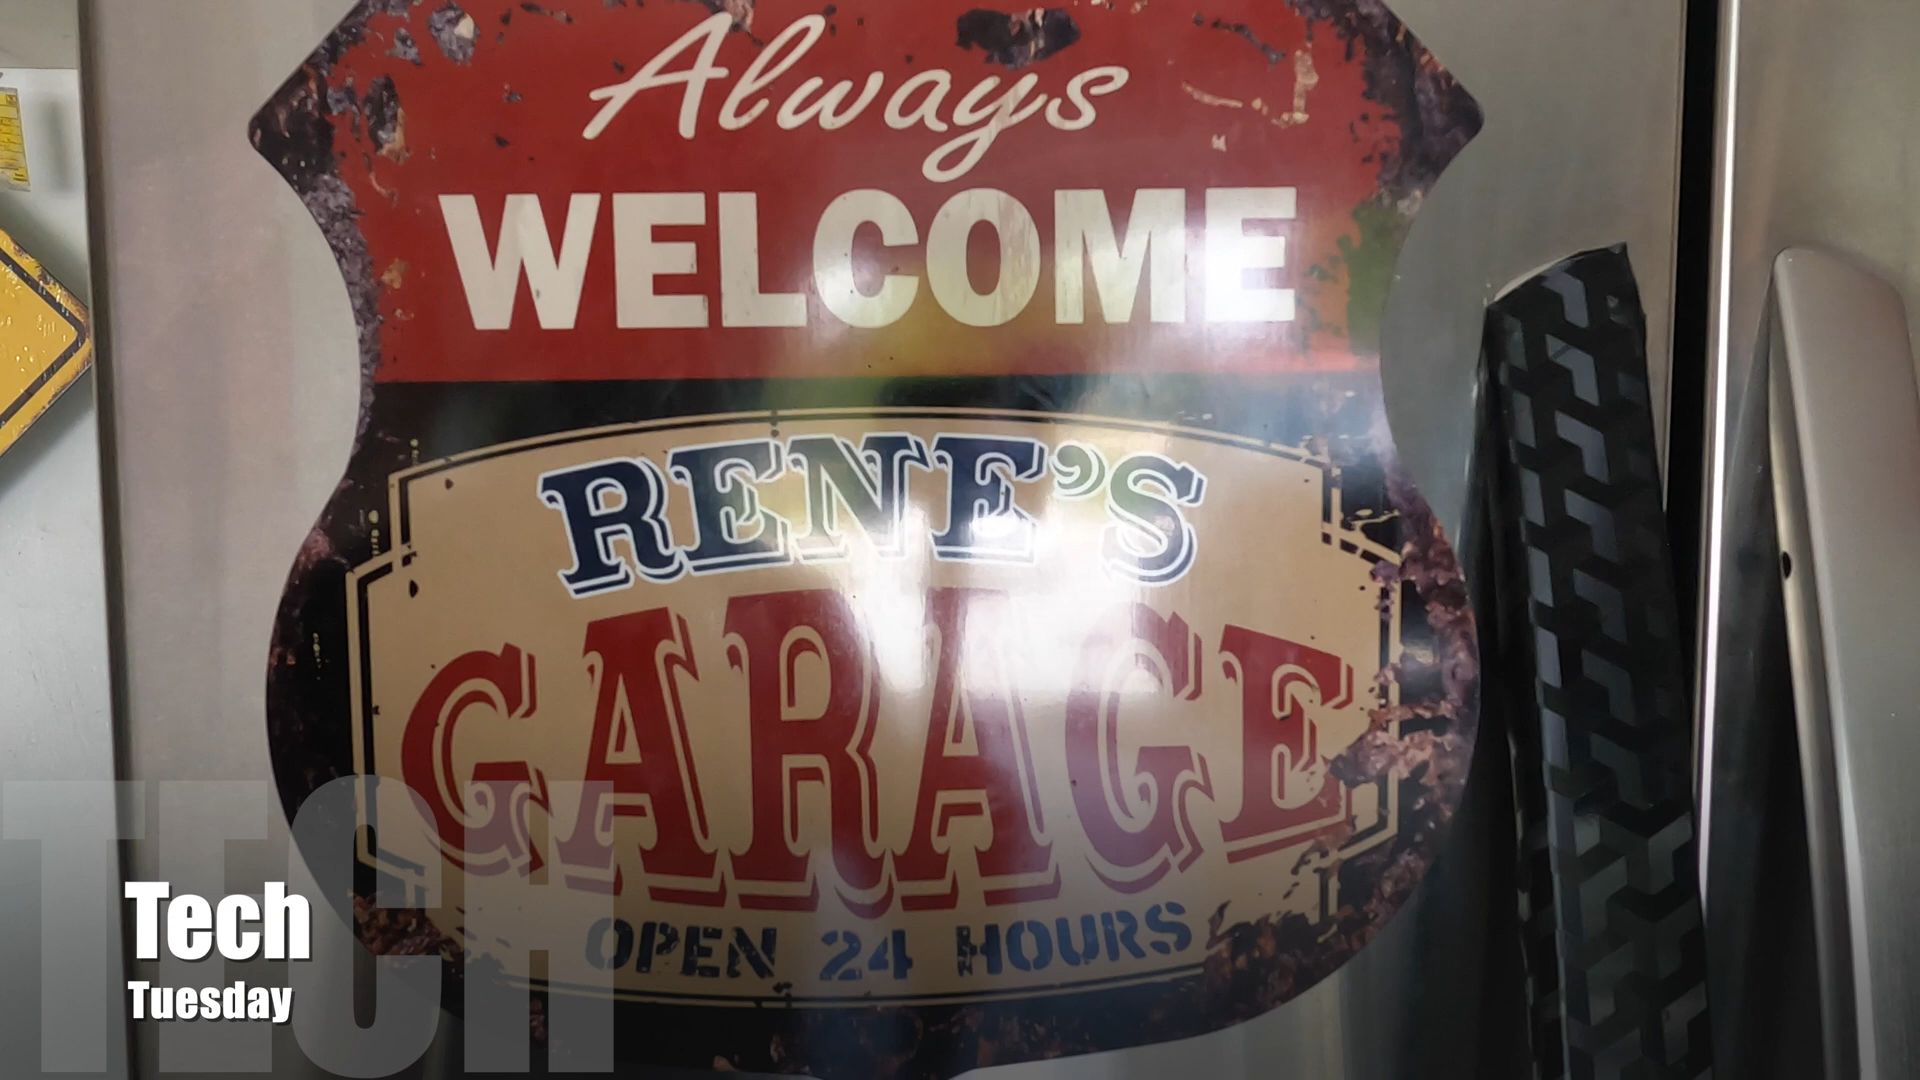 Always
WELCOME
RENE'S
GARAGE
OPEN 24 HOURS
TECH
Tech
Tuesday